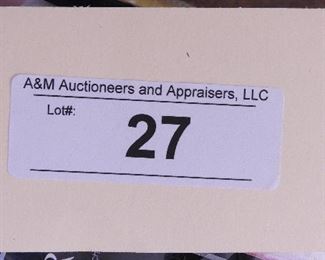 A&M Auctioneers and Appraisers, LLC
Lot#:
27